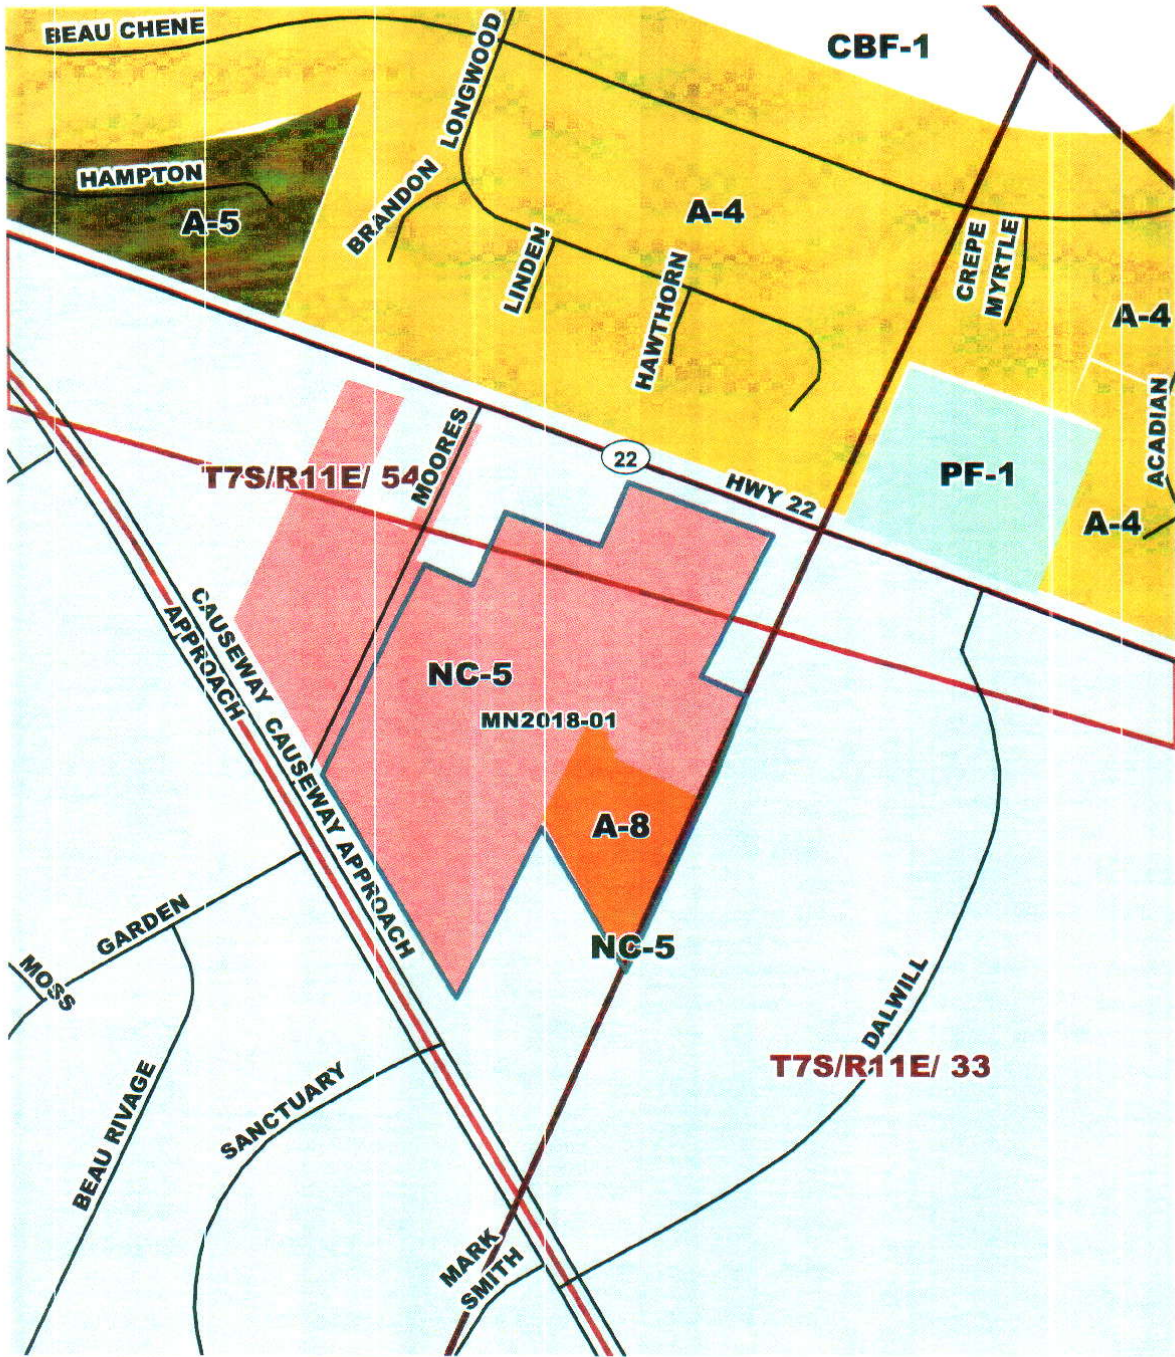 BEAU CHENE
LONGWOOD
CBF-1
HAMPTON
A-5
BRANDON
A-4
LINDEN
HAWTHORN
CREPE
MYRTLE
A-4
ACADIAN
MOORES
T7S/R11E/ 54
22
HWY 22
PF-1
A-4
CAUSEWAY APPROACH
CAUSEWAY APPROACH
NC-5
MN2018-01
A-8
NC-5
GARDEN
MOSS
DALWILL
T7S/R11E/ 33
BEAU RIVAGE
SANCTUARY
MARK
SMITH